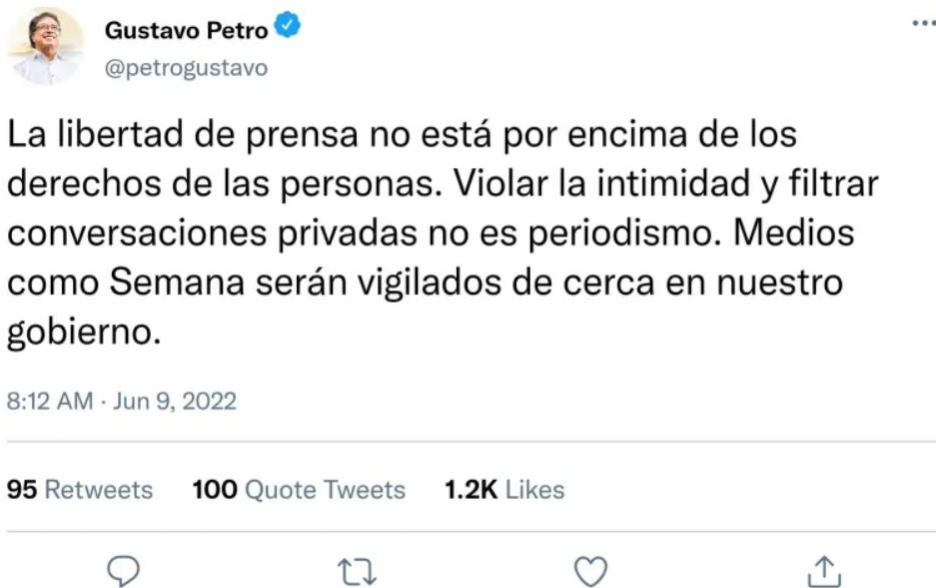 Gustavo Petro
@petrogustavo
La libertad de prensa no está por encima de los
derechos de las personas. Violar la intimidad y filtrar
conversaciones privadas no es periodismo. Medios
como Semana serán vigilados de cerca en nuestro
gobierno.
8:12 AM · Jun 9, 2022
95 Retweets 100 Quote Tweets 1.2K Likes